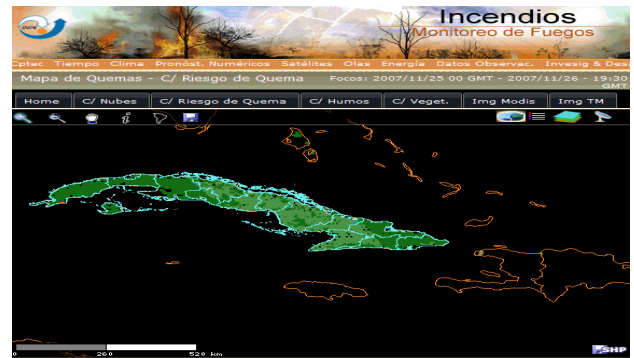 Incendios
Monitoreo de Fuegos
Cptec Tiempo Clima Pronóst. Numéricos Satélites Olas Energía Datos Observac. Invesig & Des
Mapa de Quemas - C/ Riesgo de Quema Focos: 2007/11/25 00 GMT - 2007/11/26 - 19:30
GMT
Home C/ Nubes C/ Riesgo de Quema C/ Humos C/ Veget. Img Modis Img TM
0 260 520 km
SHP